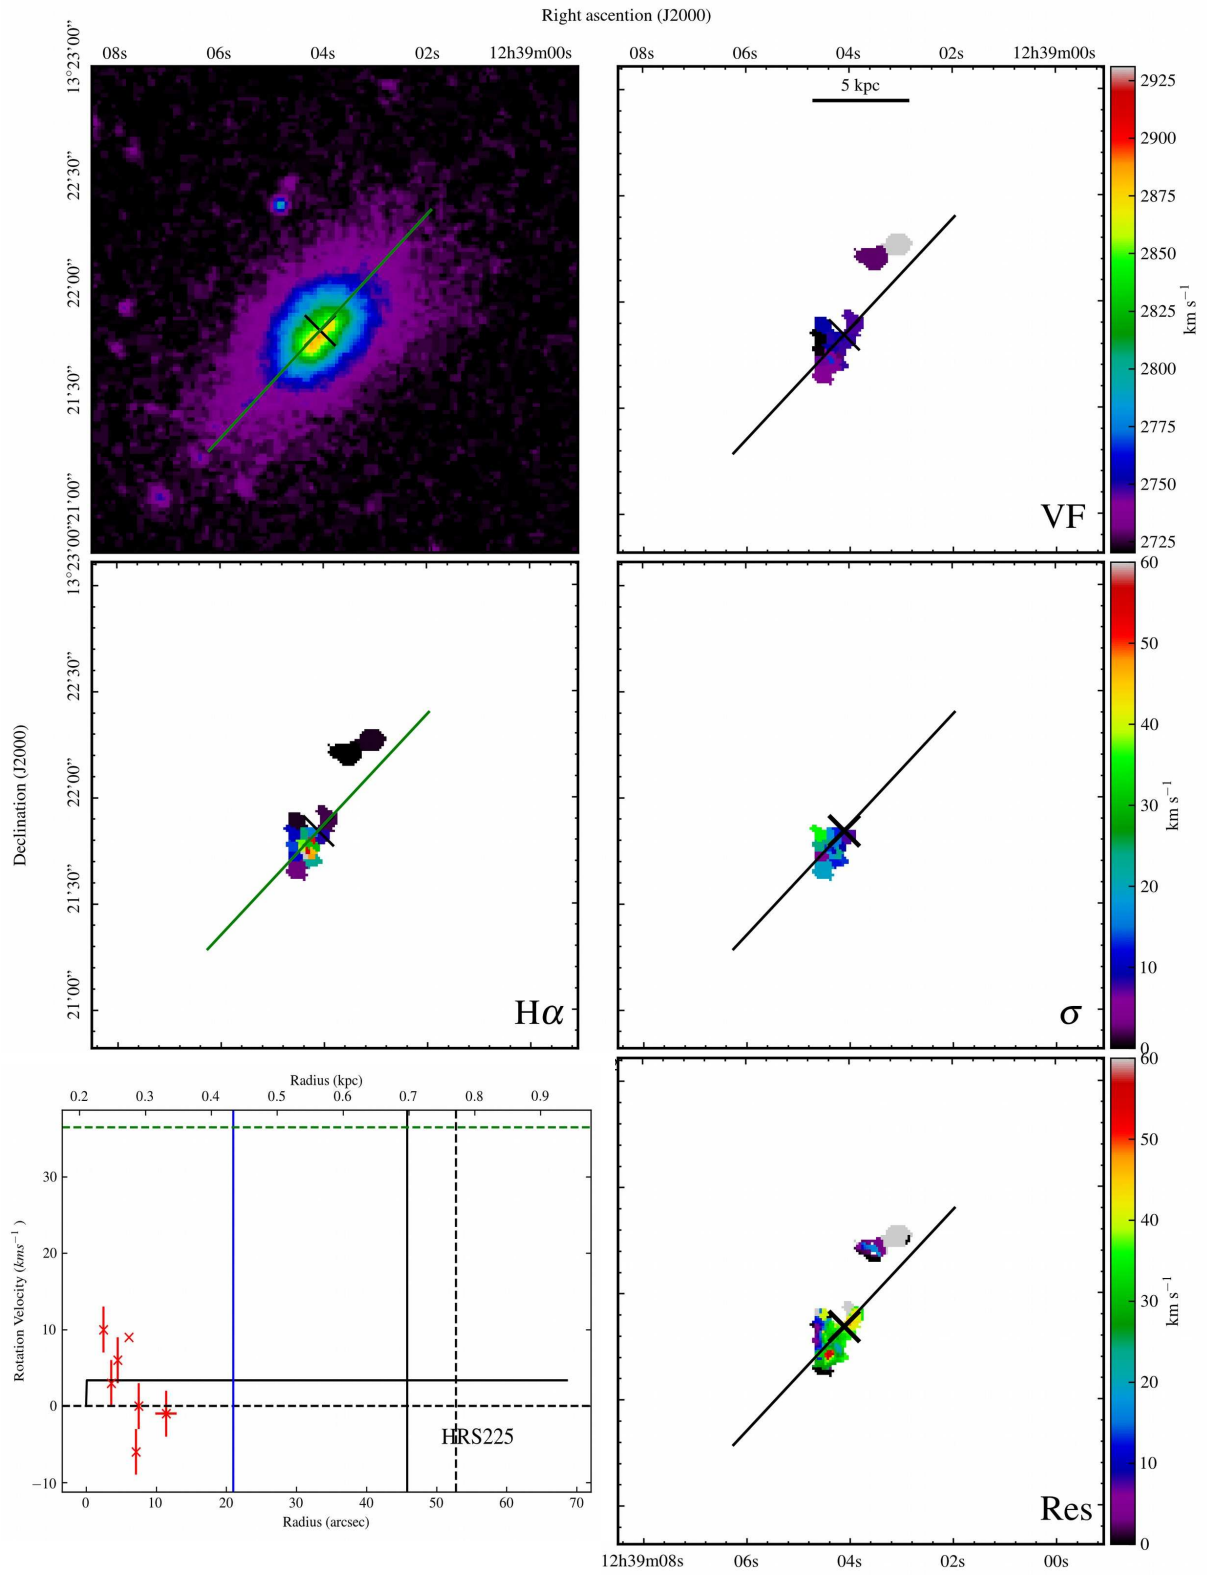 Right ascention (J2000)
08s 06s 04s 02s 12h39m00s
08s 06s 04s 02s 12h39m00s
13°23'00"
22'30"
22'00"
21'30"
21'00"
5 kpc
VF
2925
2900
2875
2850
2825
2800
2775
2750
2725
km s⁻¹
Declination (J2000)
13°23'00"
22'30"
22'00"
21'30"
21'00"
Hα
σ
60
50
40
30
20
10
0
km s⁻¹
Radius (kpc)
0.2 0.3 0.4 0.5 0.6 0.7 0.8 0.9
Rotation Velocity (kms⁻¹)
30
20
10
0
−10
HRS225
0 10 20 30 40 50 60 70
Radius (arcsec)
Res
60
50
40
30
20
10
0
km s⁻¹
12h39m08s 06s 04s 02s 00s